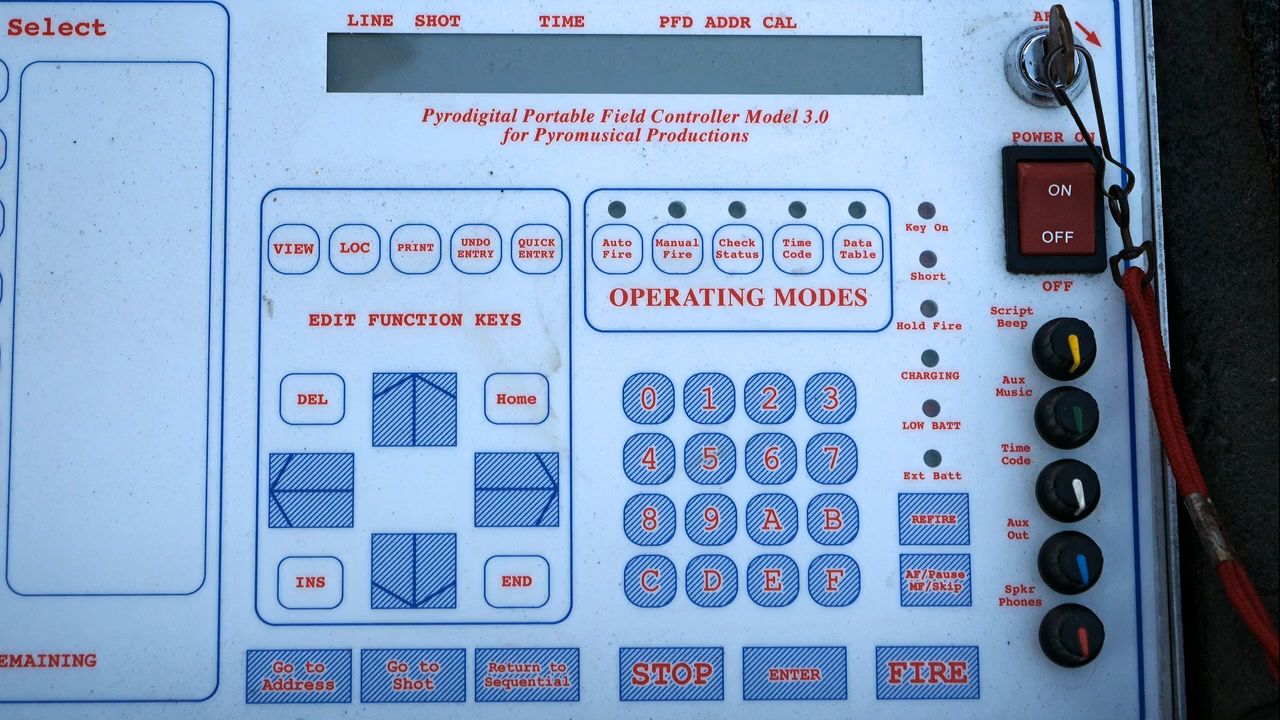 Select
LINE SHOT TIME PFD ADDR CAL
Pyrodigital Portable Field Controller Model 3.0
for Pyromusical Productions
POWER ON
ON
OFF
OFF
VIEW LOC PRINT UNDO ENTRY QUICK ENTRY
EDIT FUNCTION KEYS
Auto Fire Manual Fire Check Status Time Code Data Table
OPERATING MODES
Key On
Short
Hold Fire
CHARGING
LOW BATT
Ext Batt
Script Beep
Aux Music
Time Code
Aux Out
Spkr Phones
DEL Home
INS END
0 1 2 3
4 5 6 7
8 9 A B
C D E F
REFIRE
AF/Pause
MF/Skip
EMAINING
Go to Address Go to Shot Return to Sequential STOP ENTER FIRE